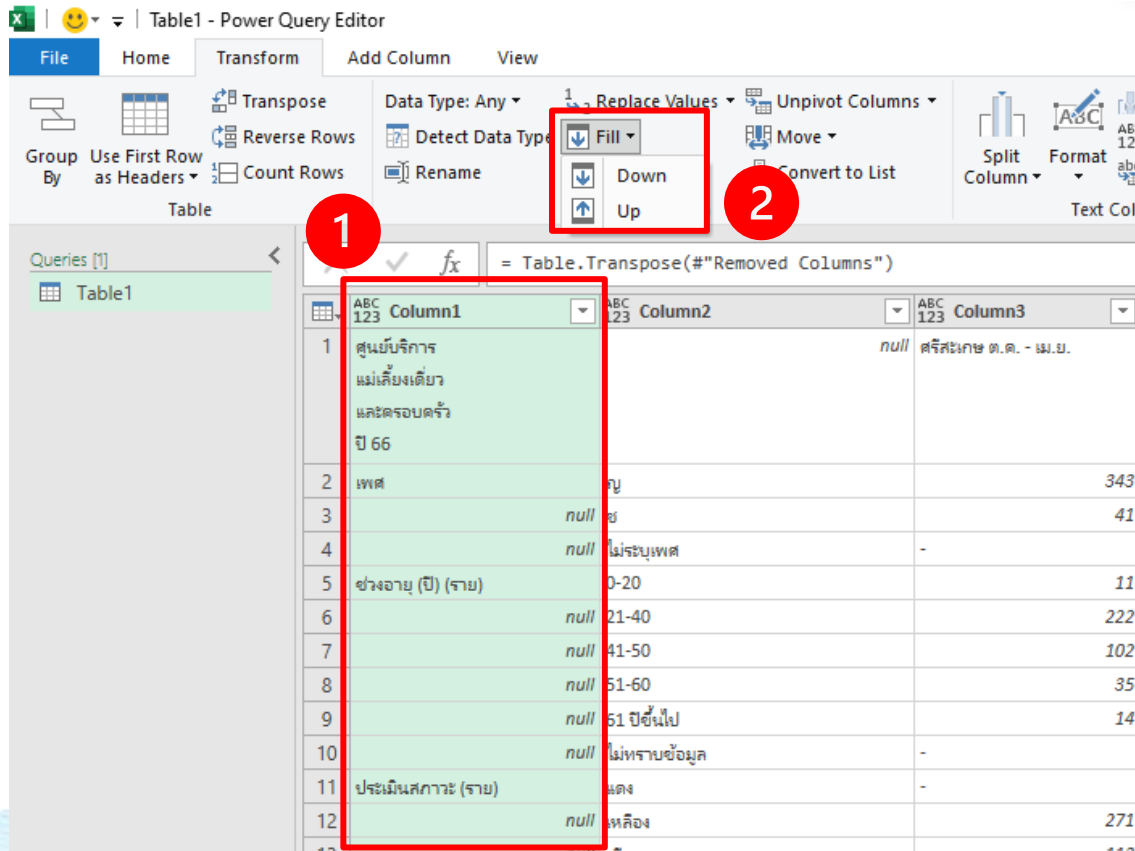 Table1 - Power Query Editor
File Home Transform Add Column View
Group By
Use First Row as Headers
Transpose
Reverse Rows
Count Rows
Table
Data Type: Any
Detect Data Type
Rename
Replace Values
Fill
Down
Up
Unpivot Columns
Move
Convert to List
Split Column
Format
Text Col
1
2
Queries [1]
Table1
fx = Table.Transpose(#"Removed Columns")
ABC 123 Column1 ABC 123 Column2 ABC 123 Column3
1 ศูนย์บริการ null ศรีสะเกษ ต.ค. - เม.ย.
แม่เลี้ยงเดี่ยว
และครอบครัว
ปี 66
2 เพศ ญ 343
3 null ช 41
4 null ไม่ระบุเพศ -
5 ช่วงอายุ (ปี) (ราย) 0-20 11
6 null 21-40 222
7 null 41-50 102
8 null 51-60 35
9 null 61 ปีขึ้นไป 14
10 null ไม่ทราบข้อมูล -
11 ประเมินสภาวะ (ราย) แดง -
12 null เหลือง 271